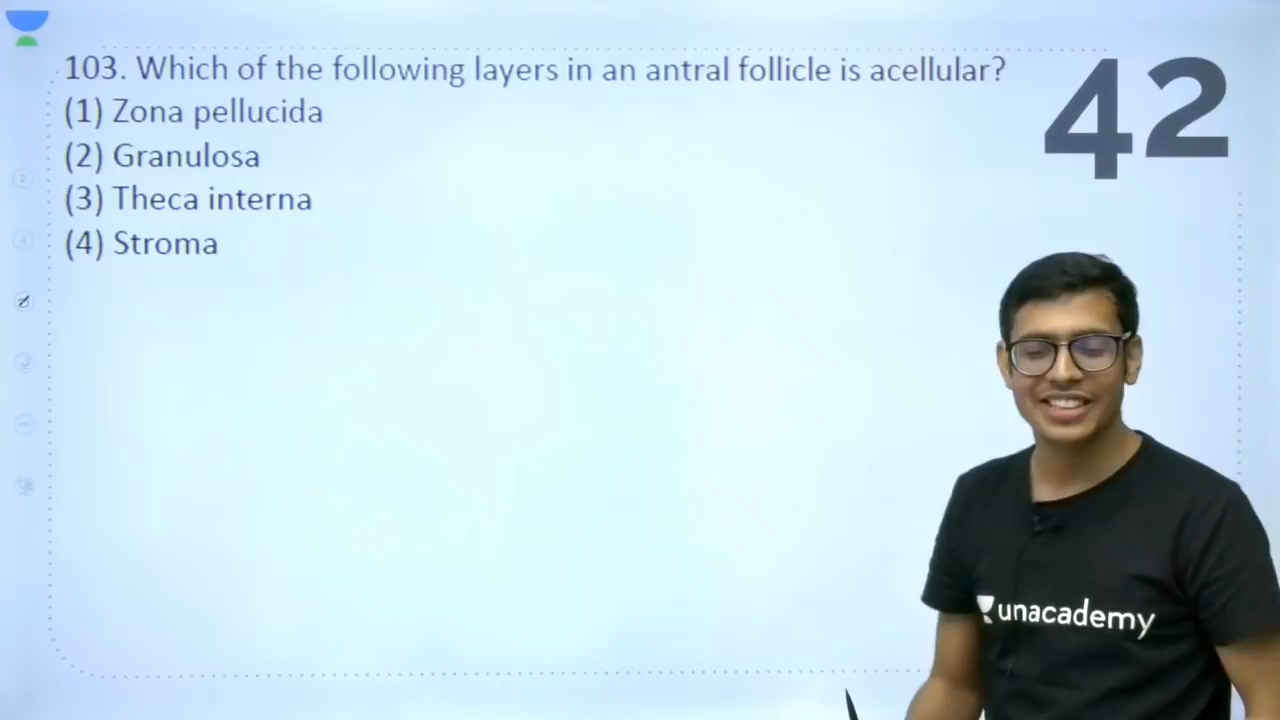 103. Which of the following layers in an antral follicle is acellular?
(1) Zona pellucida
(2) Granulosa
(3) Theca interna
(4) Stroma
42
unacademy